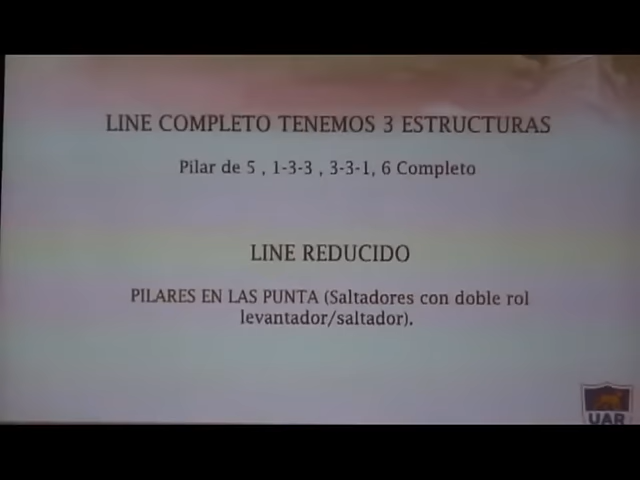 LINE COMPLETO TENEMOS 3 ESTRUCTURAS
Pilar de 5 , 1-3-3 , 3-3-1, 6 Completo
LINE REDUCIDO
PILARES EN LAS PUNTA (Saltadores con doble rol
levantador/saltador).
UAR